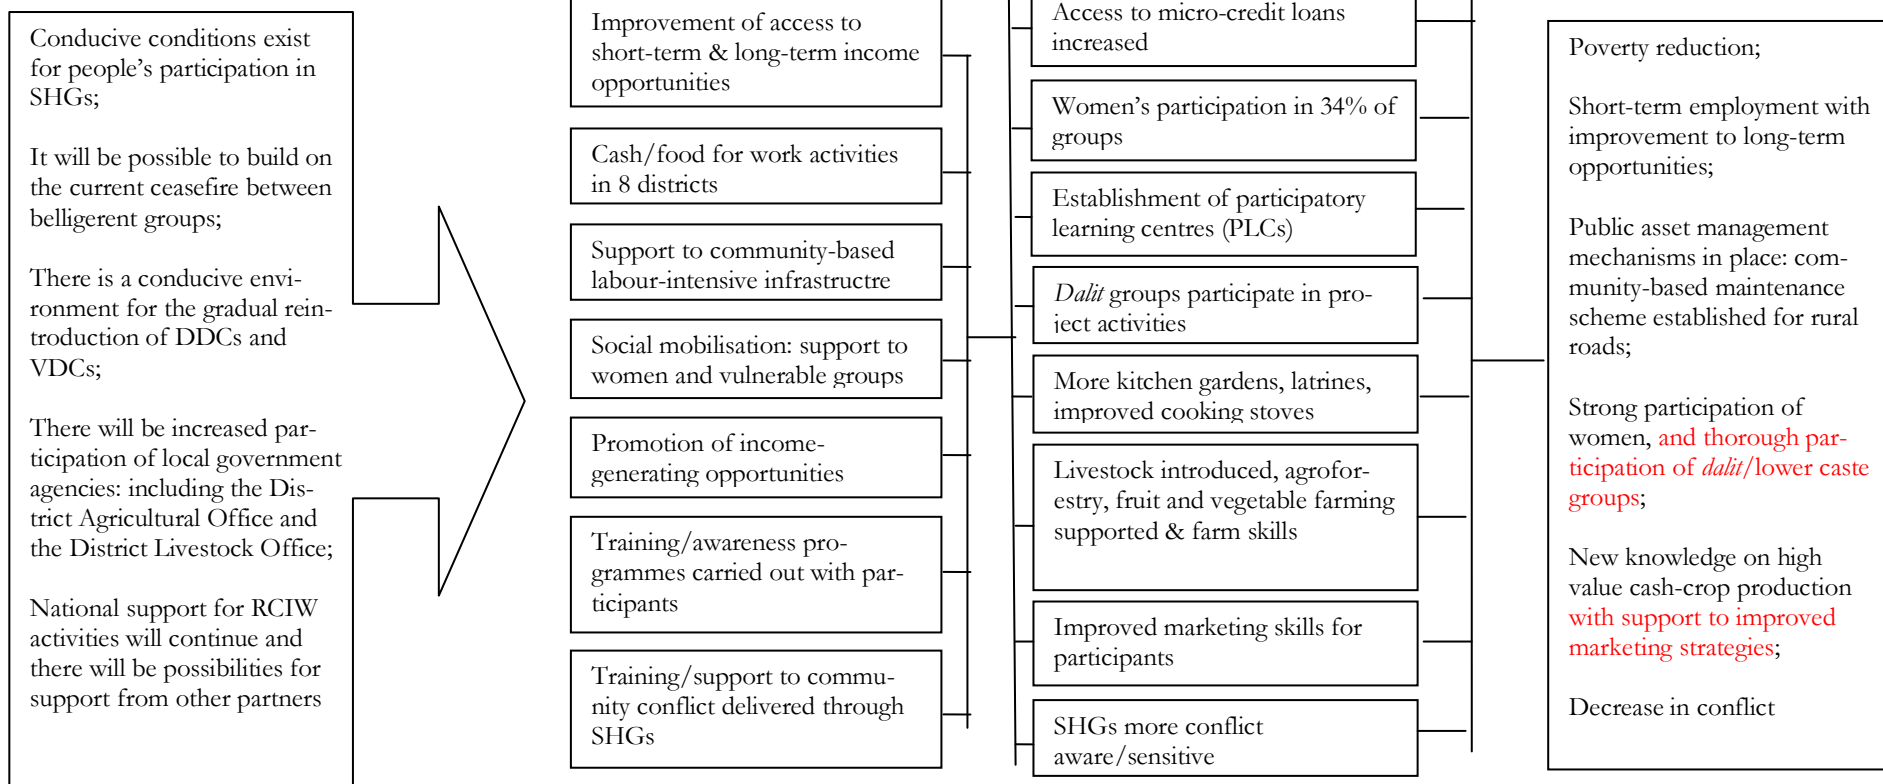 Conducive conditions exist
for people's participation in
SHGs;
It will be possible to build on
the current ceasefire between
belligerent groups;
There is a conducive envi-
ronment for the gradual rein-
troduction of DDCs and
VDCs;
There will be increased par-
ticipation of local government
agencies: including the Dis-
trict Agricultural Office and
the District Livestock Office;
National support for RCIW
activities will continue and
there will be possibilities for
support from other partners
Improvement of access to
short-term & long-term income
opportunities
Cash/food for work activities
in 8 districts
Support to community-based
labour-intensive infrastructre
Social mobilisation: support to
women and vulnerable groups
Promotion of income-
generating opportunities
Training/awareness pro-
grammes carried out with par-
ticipants
Training/support to commu-
nity conflict delivered through
SHGs
Access to micro-credit loans
increased
Women's participation in 34% of
groups
Establishment of participatory
learning centres (PLCs)
Dalit groups participate in pro-
ject activities
More kitchen gardens, latrines,
improved cooking stoves
Livestock introduced, agrofor-
estry, fruit and vegetable farming
supported & farm skills
Improved marketing skills for
participants
SHGs more conflict
aware/sensitive
Poverty reduction;
Short-term employment with
improvement to long-term
opportunities;
Public asset management
mechanisms in place: com-
munity-based maintenance
scheme established for rural
roads;
Strong participation of
women, and thorough par-
ticipation of dalit/lower caste
groups;
New knowledge on high
value cash-crop production
with support to improved
marketing strategies;
Decrease in conflict